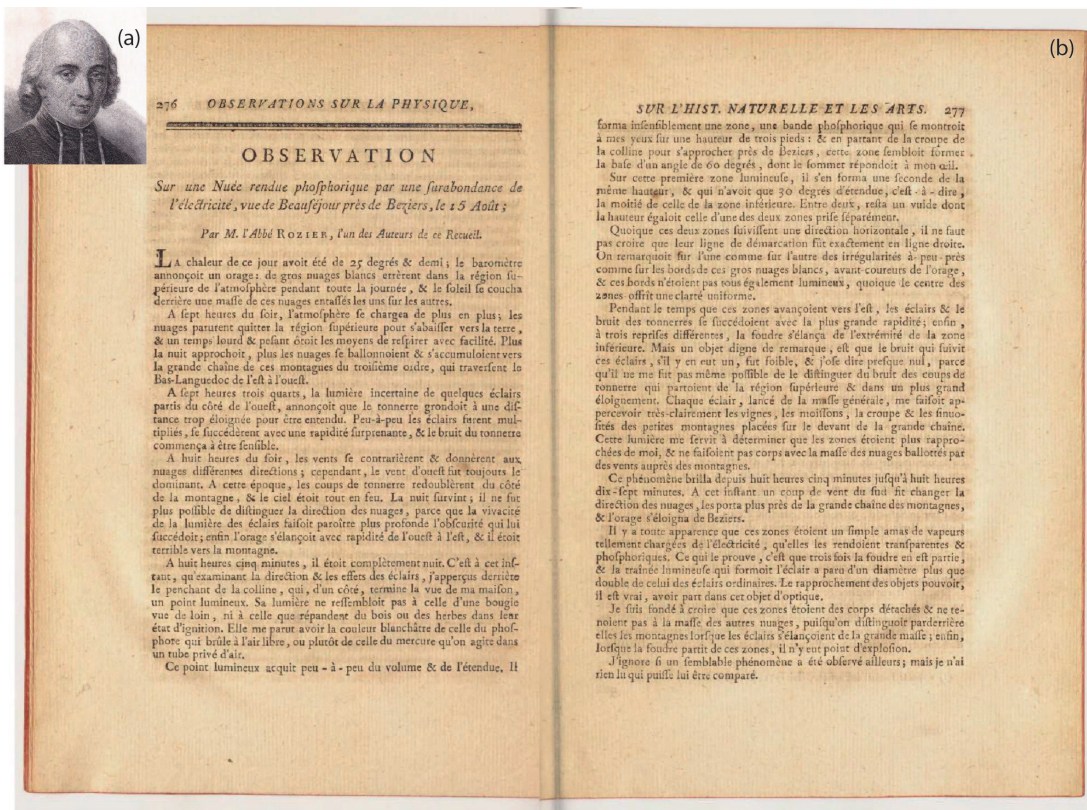 (a)
(b)
276 OBSERVATIONS SUR LA PHYSIQUE,
OBSERVATION
Sur une Nuée rendue phoſphorique par une ſurabondance de
l'électricité, vue de Beauſéjour près de Beziers, le 15 Août ;
Par M. l'Abbé ROZIER, l'un des Auteurs de ce Recueil.
LA chaleur de ce jour avoit été de 25 degrés & demi ; le baromètre
annonçoit un orage : de gros nuages blancs errèrent dans la région ſu-
périeure de l'atmoſphère pendant toute la journée, & le ſoleil ſe coucha
derrière une maſſe de ces nuages entaſſés les uns ſur les autres.
A ſept heures du ſoir, l'atmoſphère ſe chargea de plus en plus ; les
nuages parurent quitter la région ſupérieure pour s'abaiſſer vers la terre,
& un temps lourd & peſant ôtoit les moyens de reſpirer avec facilité. Plus
la nuit approchoit, plus les nuages ſe ballonnoient & s'accumuloient vers
la grande chaîne de ces montagnes du troiſième ordre, qui traverſent le
Bas-Languedoc de l'eſt à l'oueſt.
A ſept heures trois quarts, la lumière incertaine de quelques éclairs
partis du côté de l'oueſt, annonçoit que le tonnerre grondoit à une diſ-
tance trop éloignée pour être entendu. Peu-à-peu les éclairs furent mul-
tipliés, ſe ſuccédèrent avec une rapidité ſurprenante, & le bruit du tonnerre
commença à être ſenſible.
A huit heures du ſoir, les vents ſe contrarièrent & donnèrent aux
nuages différentes directions ; cependant, le vent d'oueſt fut toujours le
dominant. A cette époque, les coups de tonnerre redoublèrent du côté
de la montagne, & le ciel étoit tout en feu. La nuit ſurvint ; il ne fut
plus poſſible de diſtinguer la direction des nuages, parce que la vivacité
de la lumière des éclairs faiſoit paroître plus profonde l'obſcurité qui lui
ſuccédoit ; enfin l'orage s'élançoit avec rapidité de l'oueſt à l'eſt, & il étoit
terrible vers la montagne.
A huit heures cinq minutes, il étoit complètement nuit. C'eſt à cet inſ-
tant, qu'examinant la direction & les effets des éclairs, j'apperçus derrière
le penchant de la colline, qui, d'un côté, termine la vue de ma maiſon,
un point lumineux. Sa lumière ne reſſembloit pas à celle d'une bougie
vue de loin, ni à celle que répandent du bois ou des herbes dans leur
état d'ignition. Elle me parut avoir la couleur blanchâtre de celle du phoſ-
phore qui brûle à l'air libre, ou plutôt de celle du mercure qu'on agite dans
un tube privé d'air.
Ce point lumineux acquit peu-à-peu du volume & de l'étendue. Il
SUR L'HIST. NATURELLE ET LES ARTS. 277
forma inſenſiblement une zone, une bande phoſphorique qui ſe montroit
à mes yeux ſur une hauteur de trois pieds : & en partant de la croupe de
la colline pour s'approcher près de Beziers, cette zone ſembloit former
la baſe d'un angle de 60 degrés, dont le ſommet répondoit à mon œil.
Sur cette première zone lumineuſe, il s'en forma une ſeconde de la
même hauteur, & qui n'avoit que 30 degrés d'étendue, c'eſt-à-dire,
la moitié de celle de la zone inférieure. Entre deux, reſta un vuide dont
la hauteur égaloit celle d'une des deux zones priſe ſéparément.
Quoique ces deux zones ſuiviſſent une direction horizontale, il ne faut
pas croire que leur ligne de démarcation fût exactement en ligne droite.
On remarquoit ſur l'une comme ſur l'autre des irrégularités à-peu-près
comme ſur les bords de ces gros nuages blancs, avant-coureurs de l'orage,
& ces bords n'étoient pas tous également lumineux, quoique le centre des
zones offrit une clarté uniforme.
Pendant le temps que ces zones avançoient vers l'eſt, les éclairs & le
bruit des tonnerres ſe ſuccédoient avec la plus grande rapidité ; enfin,
à trois repriſes différentes, la foudre s'élança de l'extrémité de la zone
inférieure. Mais un objet digne de remarque, eſt que le bruit qui ſuivit
ces éclairs, s'il y en eut un, fut foible, & j'oſe dire preſque nul, parce
qu'il ne me fut pas même poſſible de le diſtinguer du bruit des coups de
tonnerre qui partoient de la région ſupérieure & dans un plus grand
éloignement. Chaque éclair, lancé de la maſſe générale, me faiſoit ap-
percevoir très-clairement les vignes, les moiſſons, la croupe & les ſinuo-
ſités des petites montagnes placées ſur le devant de la grande chaîne.
Cette lumière me ſervit à déterminer que les zones étoient plus rappro-
chées de moi, & ne faiſoient pas corps avec la maſſe des nuages ballottés par
des vents auprès des montagnes.
Ce phénomène brilla depuis huit heures cinq minutes juſqu'à huit heures
dix-ſept minutes. A cet inſtant un coup de vent du ſud fit changer la
direction des nuages, les porta plus près de la grande chaîne des montagnes,
& l'orage s'éloigna de Beziers.
Il y a toute apparence que ces zones étoient un ſimple amas de vapeurs
tellement chargées de l'électricité, qu'elles les rendoient tranſparentes &
phoſphoriques. Ce qui le prouve, c'eſt que trois fois la foudre en eſt partie,
& la traînée lumineuſe qui formoit l'éclair a paru d'un diamètre plus que
double de celui des éclairs ordinaires. Le rapprochement des objets pouvoit,
il eſt vrai, avoir part dans cet objet d'optique.
Je ſuis fondé à croire que ces zones étoient des corps détachés & ne te-
noient pas à la maſſe des autres nuages, puiſqu'on diſtinguoit parderrière
elles les montagnes lorſque les éclairs s'élançoient de la grande maſſe ; enfin,
lorſque la foudre partit de ces zones, il n'y eut point d'exploſion.
J'ignore ſi un ſemblable phénomène a été obſervé ailleurs ; mais je n'ai
rien lu qui puiſſe lui être comparé.